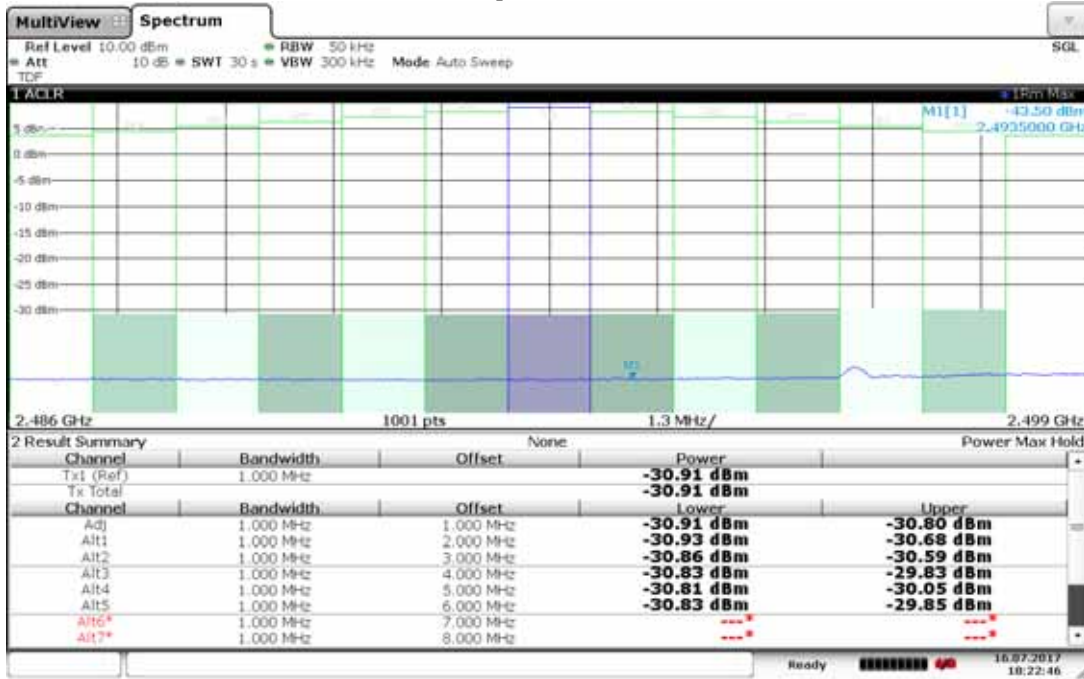 MultiView Spectrum
Ref Level 10.00 dBm RBW 50 kHz SGL
Att 10 dB SWT 30 s VBW 300 kHz Mode Auto Sweep
TDF
1 ACLR 1Rm Max
M1[1] -43.50 dBm
2.4935000 GHz
5 dBm
0 dBm
-5 dBm
-10 dBm
-15 dBm
-20 dBm
-25 dBm
-30 dBm
M1
2.486 GHz 1001 pts 1.3 MHz/ 2.499 GHz
2 Result Summary None Power Max Hold
Channel Bandwidth Offset Power
Tx1 (Ref) 1.000 MHz -30.91 dBm
Tx Total -30.91 dBm
Channel Bandwidth Offset Lower Upper
Adj 1.000 MHz 1.000 MHz -30.91 dBm -30.80 dBm
Alt1 1.000 MHz 2.000 MHz -30.93 dBm -30.68 dBm
Alt2 1.000 MHz 3.000 MHz -30.86 dBm -30.59 dBm
Alt3 1.000 MHz 4.000 MHz -30.83 dBm -29.83 dBm
Alt4 1.000 MHz 5.000 MHz -30.81 dBm -30.05 dBm
Alt5 1.000 MHz 6.000 MHz -30.83 dBm -29.85 dBm
Alt6* 1.000 MHz 7.000 MHz ---* ---*
Alt7* 1.000 MHz 8.000 MHz ---* ---*
Ready 16.07.2017
18:22:46